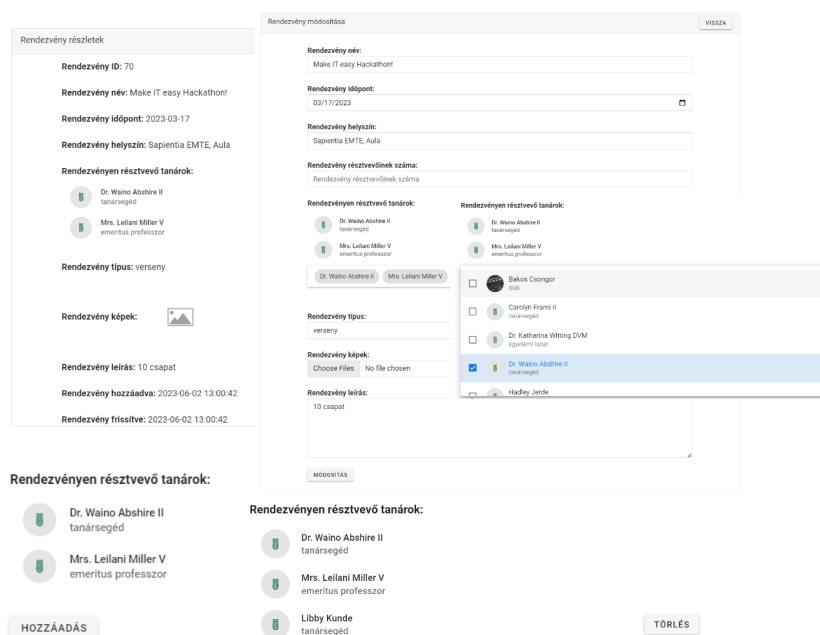 Rendezvény részletek
Rendezvény ID: 70
Rendezvény név: Make IT easy Hackathon!
Rendezvény időpont: 2023-03-17
Rendezvény helyszín: Sapientia EMTE, Aula
Rendezvényen résztvevő tanárok:
Dr. Waino Abshire II
tanársegéd
Mrs. Leilani Miller V
emeritus professzor
Rendezvény típus: verseny
Rendezvény képek:
Rendezvény leírás: 10 csapat
Rendezvény hozzáadva: 2023-06-02 13:00:42
Rendezvény frissítve: 2023-06-02 13:00:42
Rendezvény módosítása
VISSZA
Rendezvény név:
Make IT easy Hackathon!
Rendezvény időpont:
03/17/2023
Rendezvény helyszín:
Sapientia EMTE, Aula
Rendezvény résztvevőinek száma:
Rendezvény résztvevőinek száma
Rendezvényen résztvevő tanárok:
Dr. Waino Abshire II
tanársegéd
Mrs. Leilani Miller V
emeritus professzor
Dr. Waino Abshire II Mrs. Leilani Miller V
Rendezvény típus:
verseny
Rendezvény képek:
Choose Files No file chosen
Rendezvény leírás:
10 csapat
MÓDOSÍTÁS
Rendezvényen résztvevő tanárok:
Dr. Waino Abshire II
tanársegéd
Mrs. Leilani Miller V
emeritus professzor
Bakos Csongor
diák
Carolyn Frami II
tanársegéd
Dr. Katharina Witting DVM
egyetemi tanár
Dr. Waino Abshire II
tanársegéd
Hadley Jerde
Rendezvényen résztvevő tanárok:
Dr. Waino Abshire II
tanársegéd
Mrs. Leilani Miller V
emeritus professzor
HOZZÁADÁS
Rendezvényen résztvevő tanárok:
Dr. Waino Abshire II
tanársegéd
Mrs. Leilani Miller V
emeritus professzor
Libby Kunde
tanársegéd
TÖRLÉS